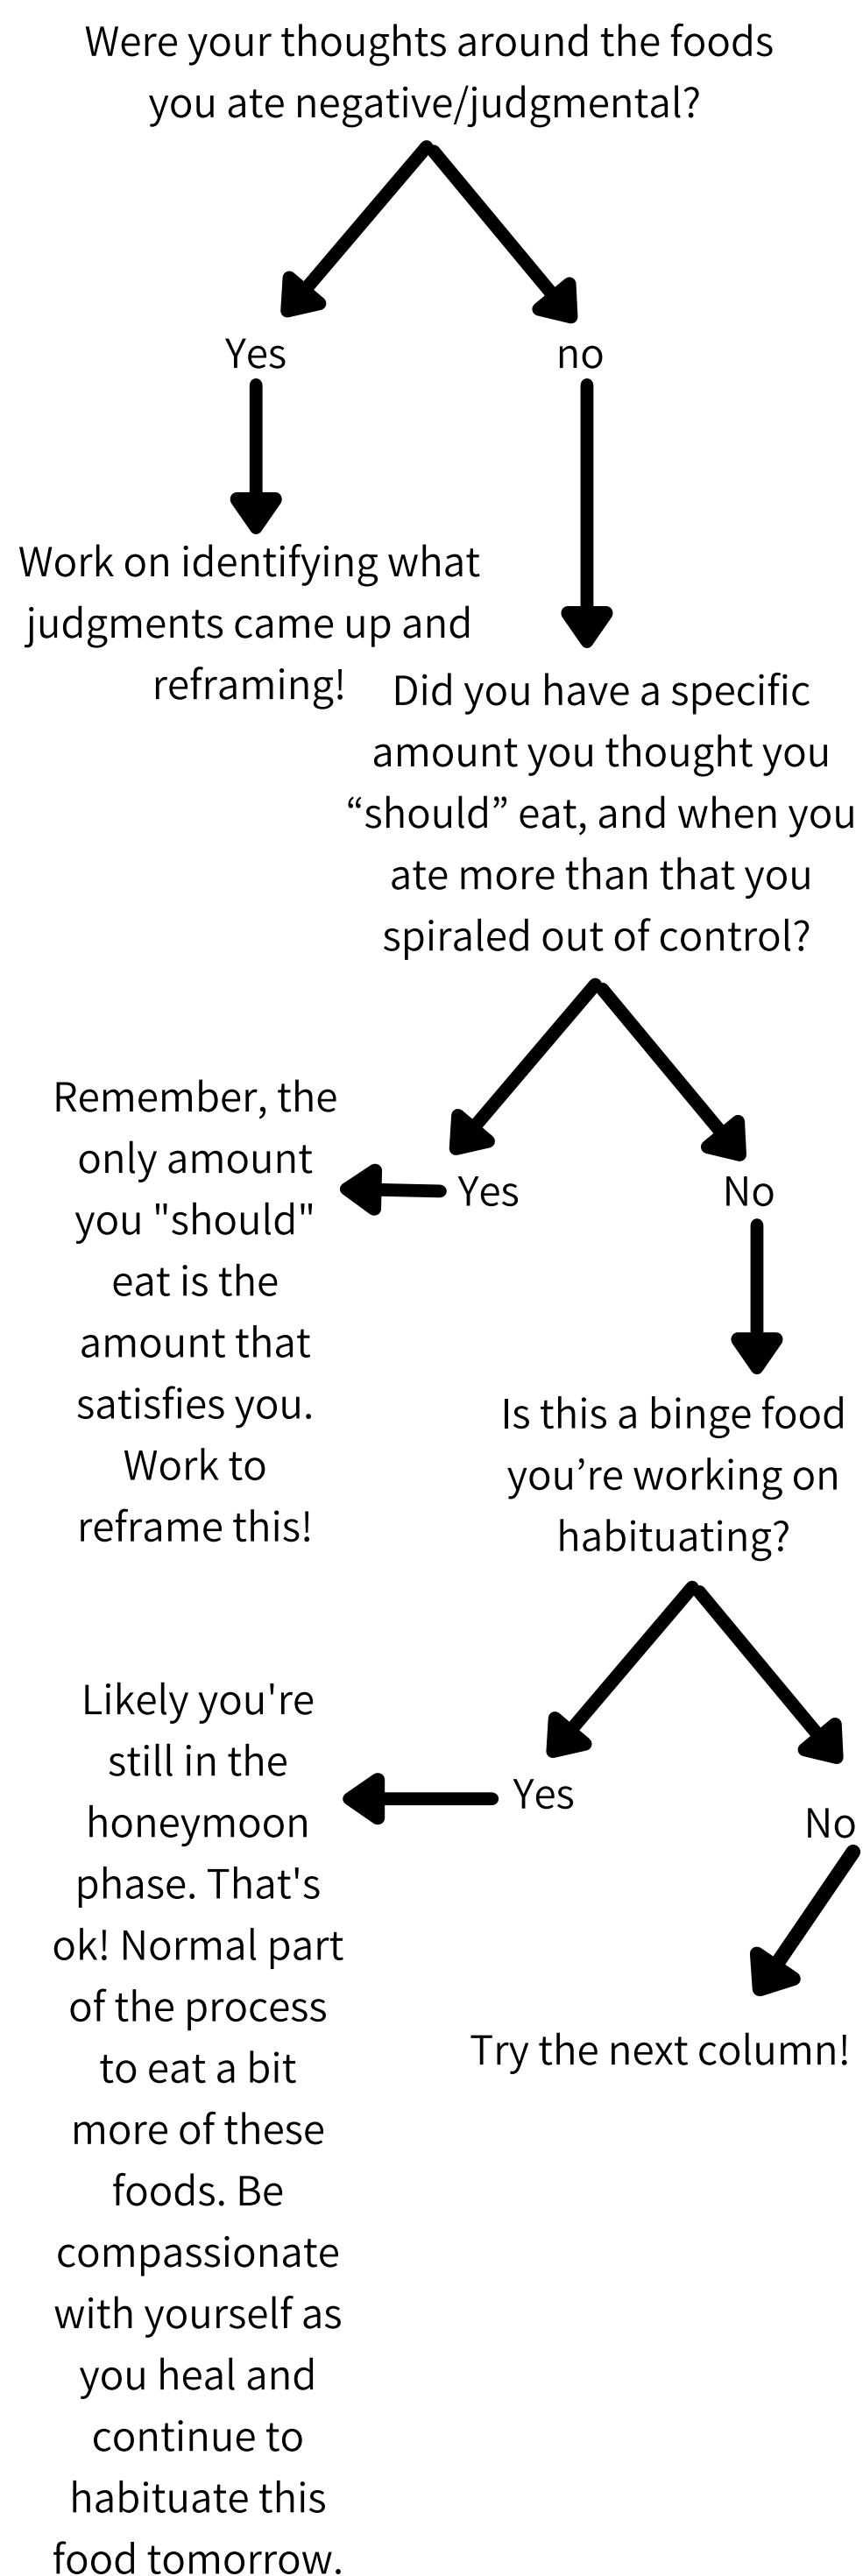 Were your thoughts around the foods
you ate negative/judgmental?
Yes
no
Work on identifying what
judgments came up and
reframing!
Did you have a specific
amount you thought you
“should” eat, and when you
ate more than that you
spiraled out of control?
Yes
No
Remember, the
only amount
you "should"
eat is the
amount that
satisfies you.
Work to
reframe this!
Is this a binge food
you’re working on
habituating?
Yes
No
Likely you're
still in the
honeymoon
phase. That's
ok! Normal part
of the process
to eat a bit
more of these
foods. Be
compassionate
with yourself as
you heal and
continue to
habituate this
food tomorrow.
Try the next column!